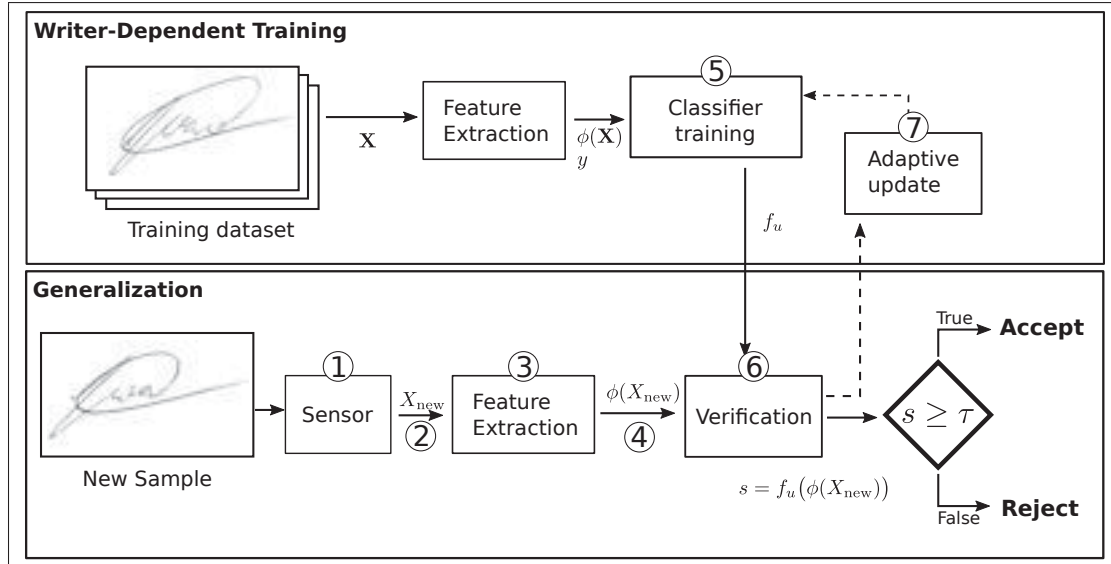 Writer-Dependent Training
Training dataset
X
Feature
Extraction
ϕ(X)
y
5
Classifier
training
7
Adaptive
update
f_u
Generalization
New Sample
1
Sensor
X_new
2
3
Feature
Extraction
ϕ(X_new)
4
6
Verification
s = f_u(ϕ(X_new))
s ≥ τ
True
Accept
False
Reject